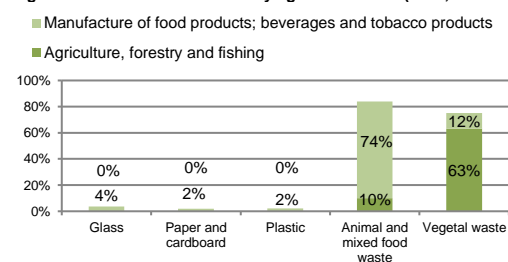 Manufacture of food products; beverages and tobacco products
Agriculture, forestry and fishing
100%
80%
60%
40%
20%
0%
0% 0% 0%
4% 2% 2%
74%
10%
12%
63%
Glass Paper and cardboard Plastic Animal and mixed food waste Vegetal waste